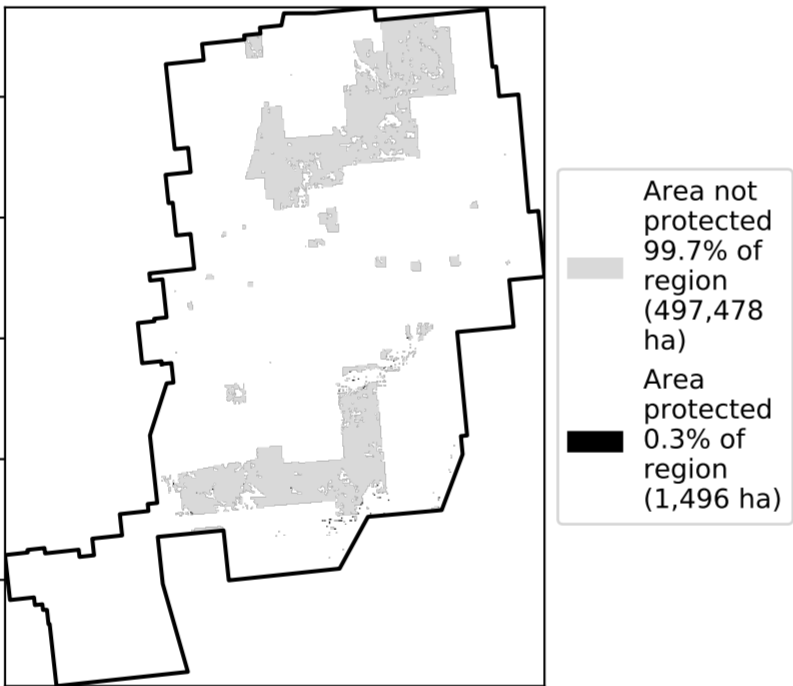 Area not
protected
99.7% of
region
(497,478
ha)
Area
protected
0.3% of
region
(1,496 ha)